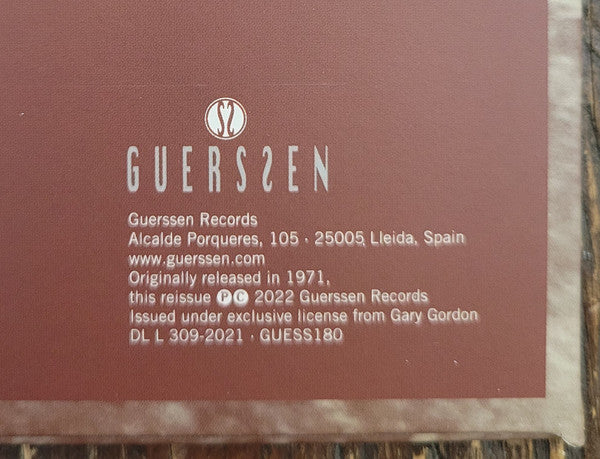 GUERSSEN
Guerssen Records
Alcalde Porqueres, 105 · 25005 Lleida, Spain
www.guerssen.com
Originally released in 1971,
this reissue ℗ © 2022 Guerssen Records
Issued under exclusive license from Gary Gordon
DL L 309-2021 · GUESS180